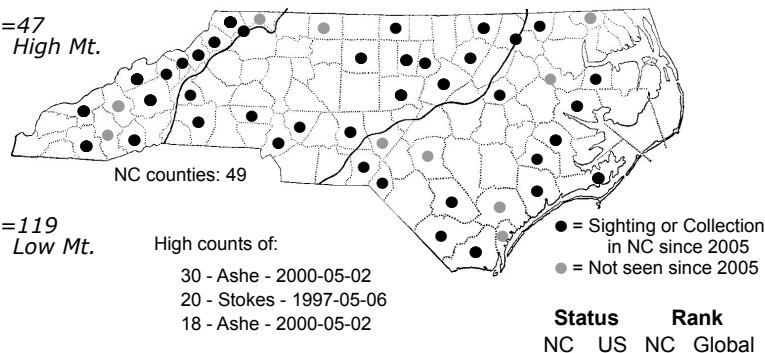 =47
High Mt.
NC counties: 49
=119
Low Mt.
High counts of:
30 - Ashe - 2000-05-02
20 - Stokes - 1997-05-06
18 - Ashe - 2000-05-02
= Sighting or Collection
in NC since 2005
= Not seen since 2005
Status Rank
NC US NC Global